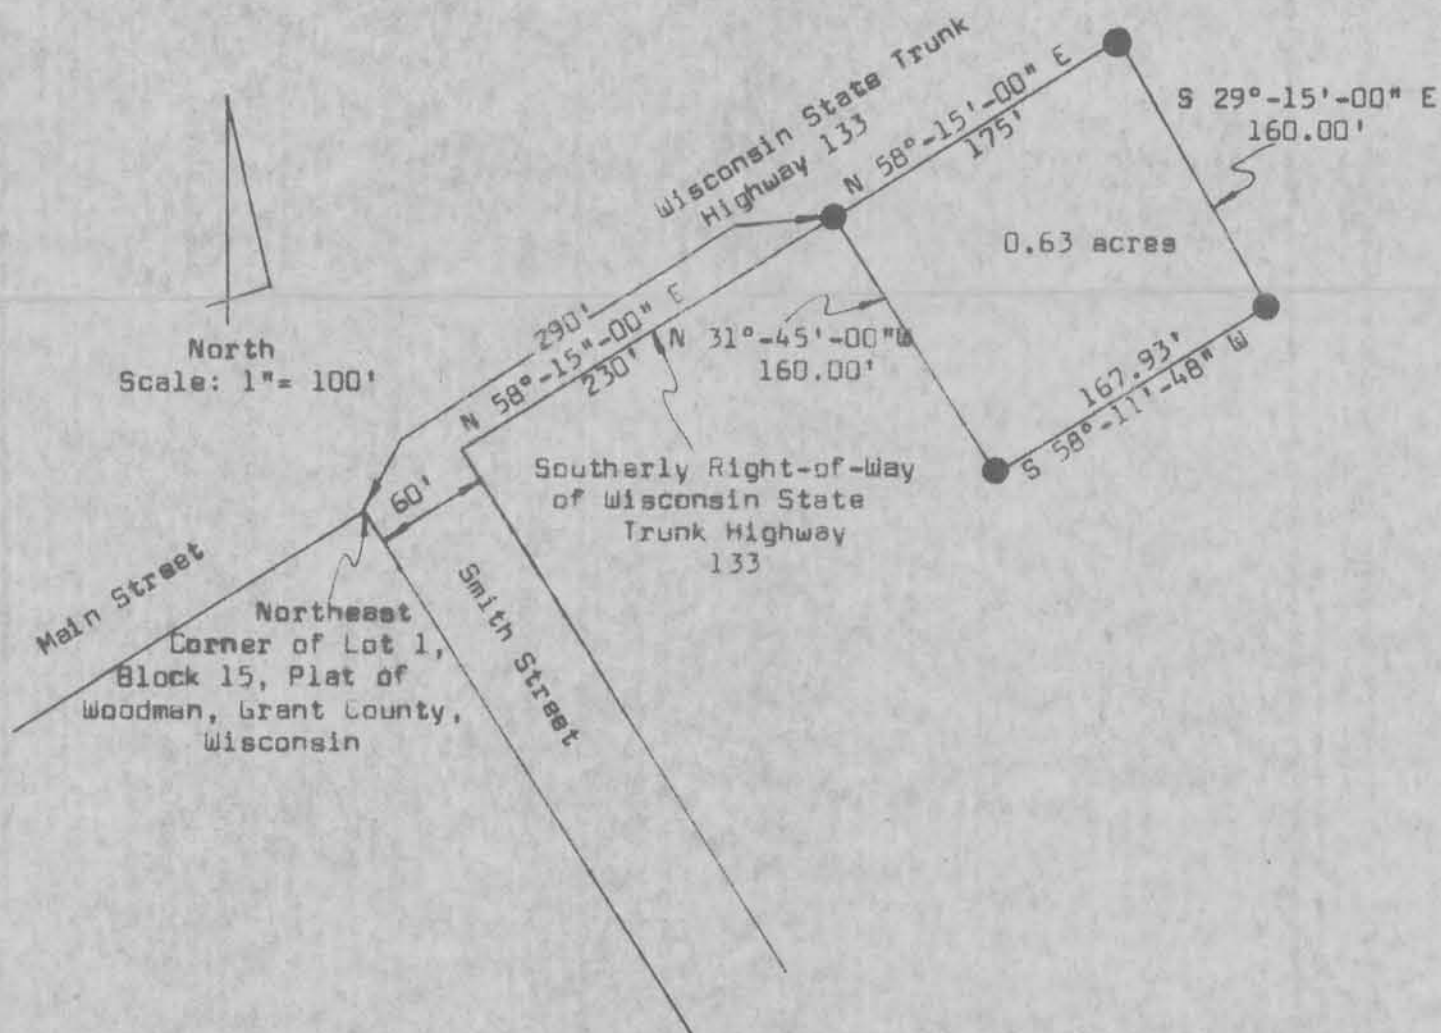 Wisconsin State Trunk
Highway 133
N 58°-15'-00" E
175'
S 29°-15'-00" E
160.00'
0.63 acres
North
Scale: 1"= 100'
290'
N 58°-15"-00" E
230'
N 31°-45'-00"W
160.00'
167.93'
S 58°-11'-48" W
60'
Southerly Right-of-Way
of Wisconsin State
Trunk Highway
133
Main Street
Smith Street
Northeast
Corner of Lot 1,
Block 15, Plat of
Woodman, Grant County,
Wisconsin